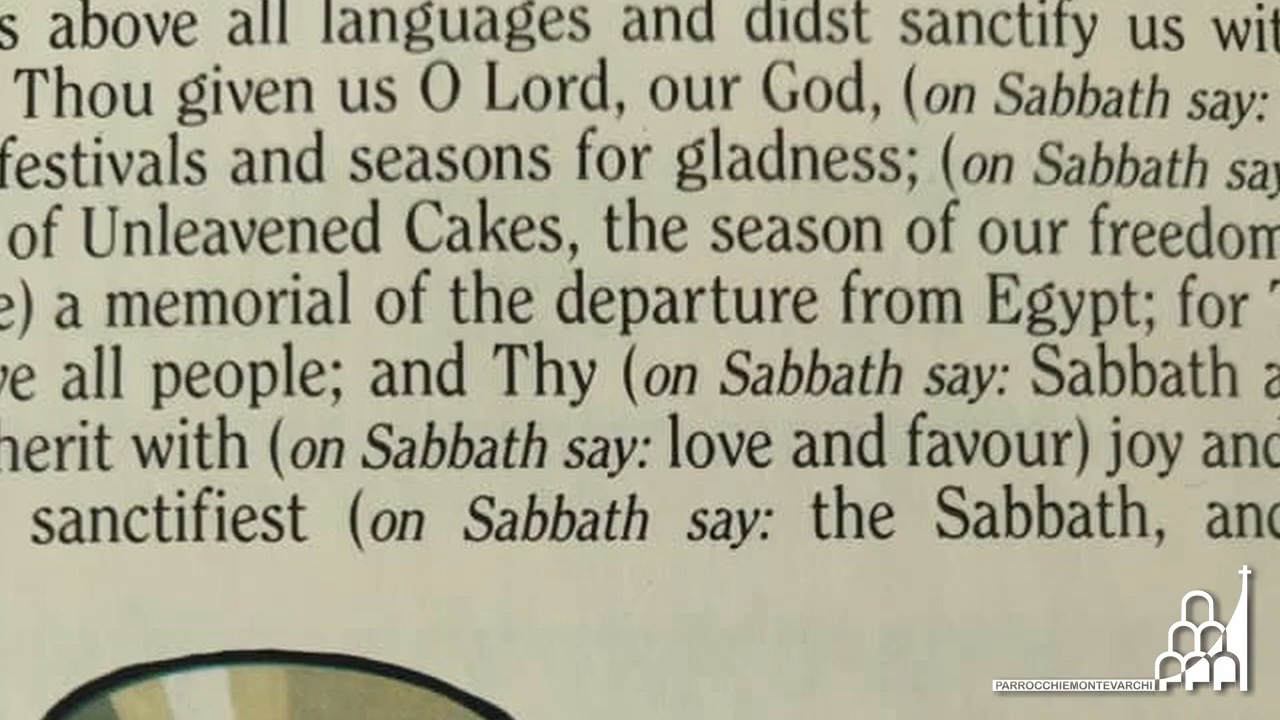 above all languages and didst sanctify us
Thou given us O Lord, our God, (on Sabbath say:
festivals and seasons for gladness; (on Sabbath say
of Unleavened Cakes, the season of our freedom
a memorial of the departure from Egypt; for
all people; and Thy (on Sabbath say: Sabbath
with (on Sabbath say: love and favour) joy and
sanctifiest (on Sabbath say: the Sabbath, and
PARROCCHIEMONTEVARCHI